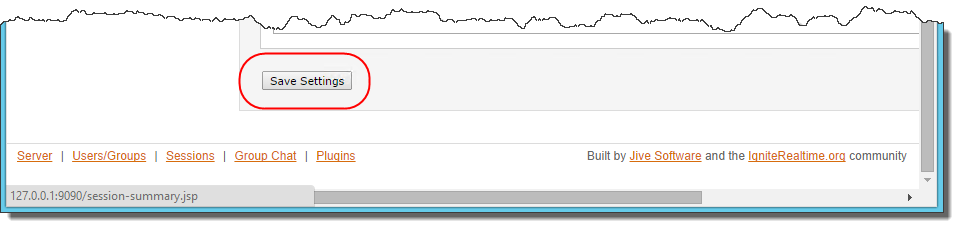 Save Settings
Server | Users/Groups | Sessions | Group Chat | Plugins Built by Jive Software and the IgniteRealtime.org community
127.0.0.1:9090/session-summary.jsp